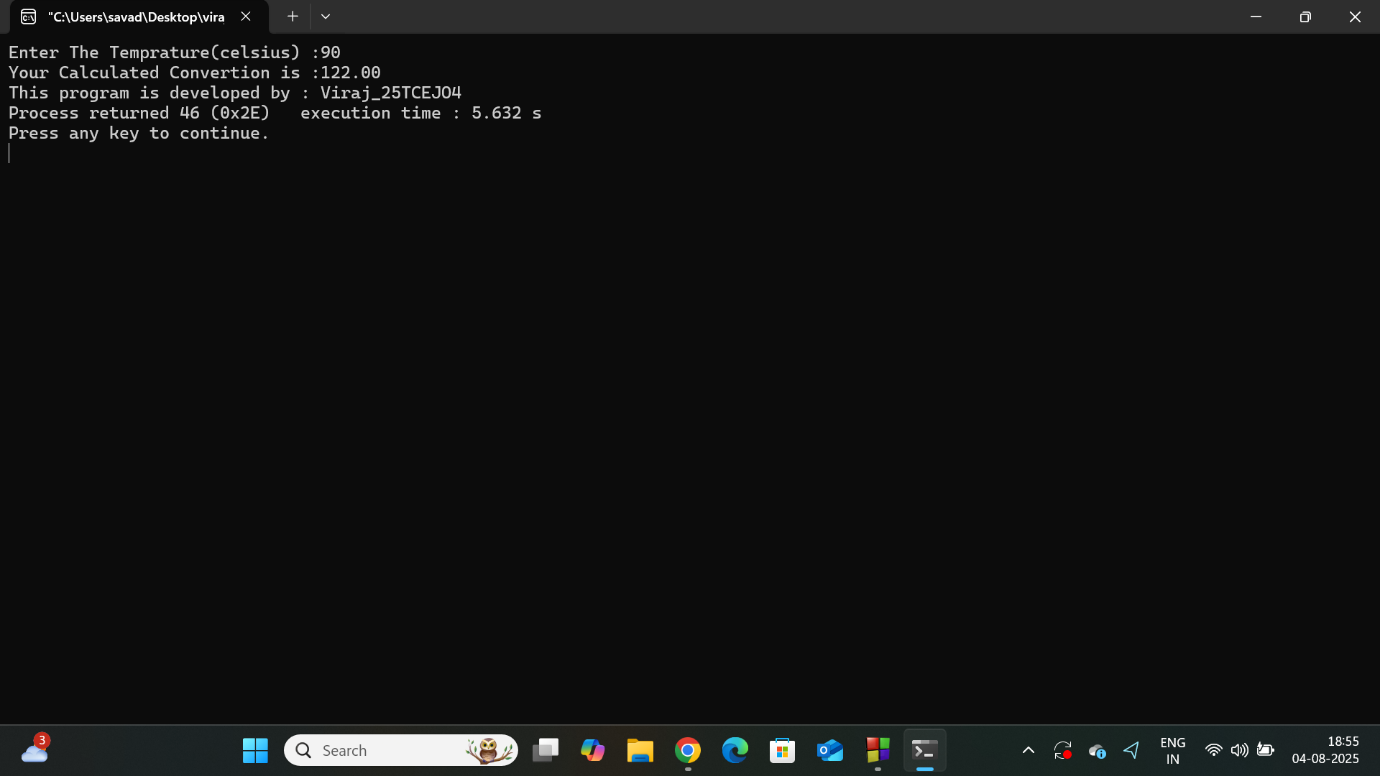 "C:\Users\savad\Desktop\vira
Enter The Temprature(celsius) :90
Your Calculated Convertion is :122.00
This program is developed by : Viraj_25TCEJO4
Process returned 46 (0x2E)   execution time : 5.632 s
Press any key to continue.
3
Search
ENG
IN
18:55
04-08-2025